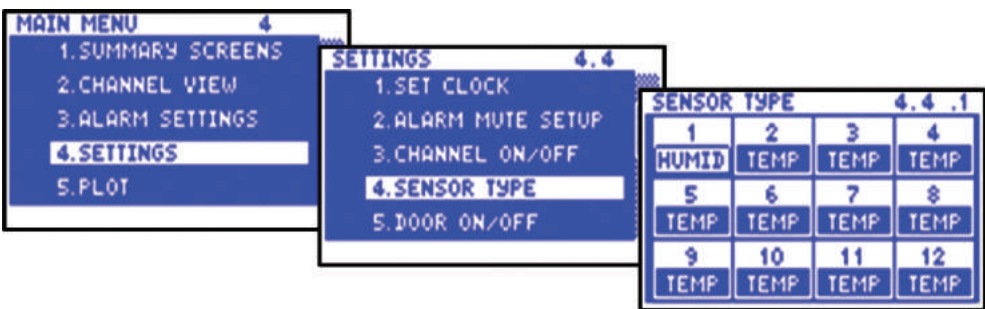 MAIN MENU 4
1.SUMMARY SCREENS
2.CHANNEL VIEW
3.ALARM SETTINGS
4.SETTINGS
5.PLOT
SETTINGS 4.4
1.SET CLOCK
2.ALARM MUTE SETUP
3.CHANNEL ON/OFF
4.SENSOR TYPE
5.DOOR ON/OFF
SENSOR TYPE 4.4 .1
1 2 3 4
HUMID TEMP TEMP TEMP
5 6 7 8
TEMP TEMP TEMP TEMP
9 10 11 12
TEMP TEMP TEMP TEMP